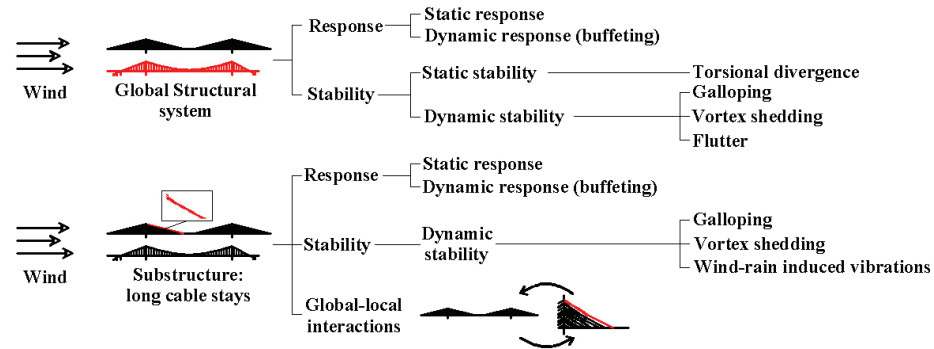 Wind
Global Structural
system
Response
Static response
Dynamic response (buffeting)
Stability
Static stability
Torsional divergence
Dynamic stability
Galloping
Vortex shedding
Flutter
Wind
Substructure:
long cable stays
Response
Static response
Dynamic response (buffeting)
Stability
Dynamic
stability
Galloping
Vortex shedding
Wind-rain induced vibrations
Global-local
interactions